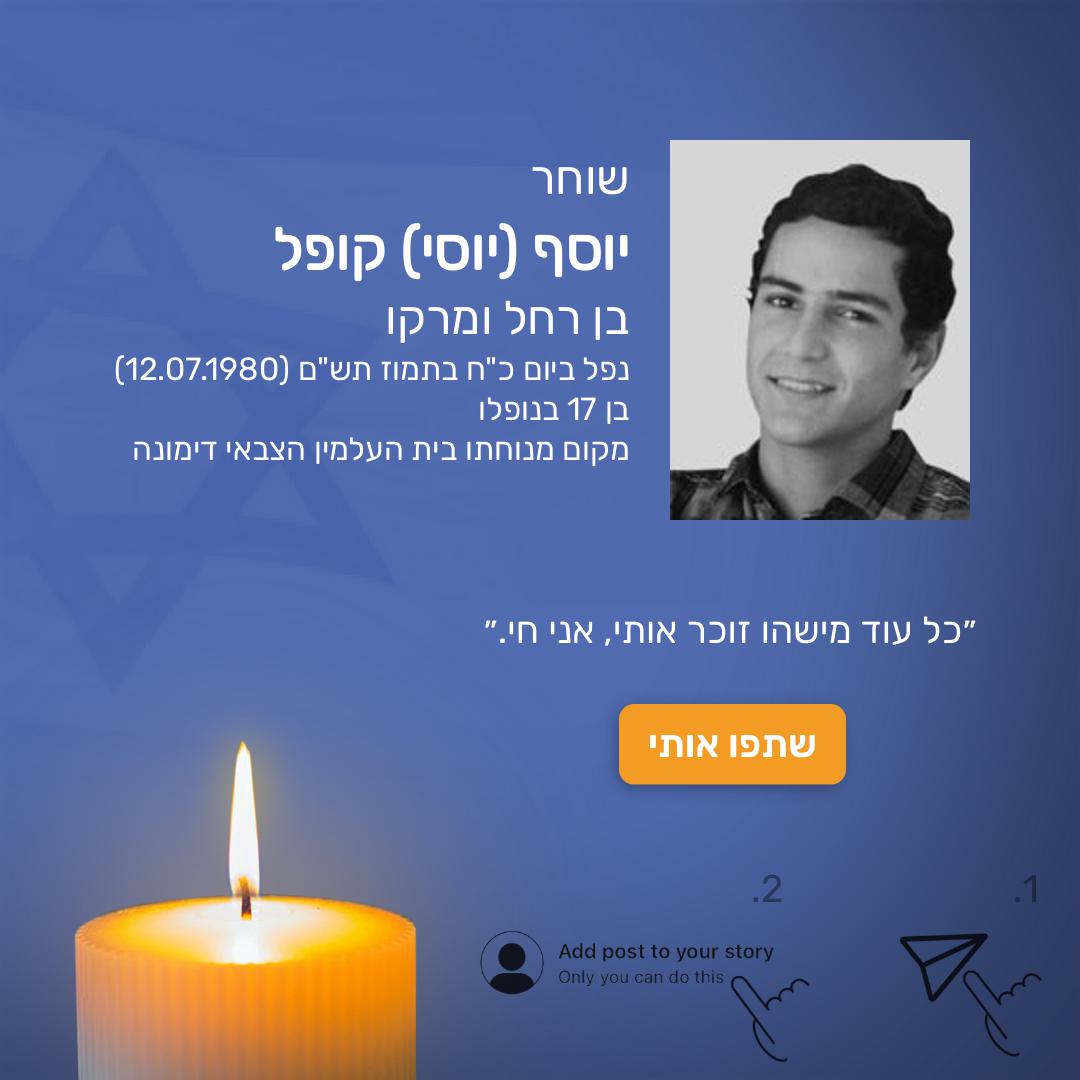 שוחר
יוסף (יוסי) קופל
בן רחל ומרקו
נפל ביום כ"ח בתמוז תש"ם (12.07.1980)
בן 17 בנופלו
מקום מנוחתו בית העלמין הצבאי דימונה
״כל עוד מישהו זוכר אותי, אני חי.״
שתפו אותי
1.
2.
Add post to your story
Only you can do this